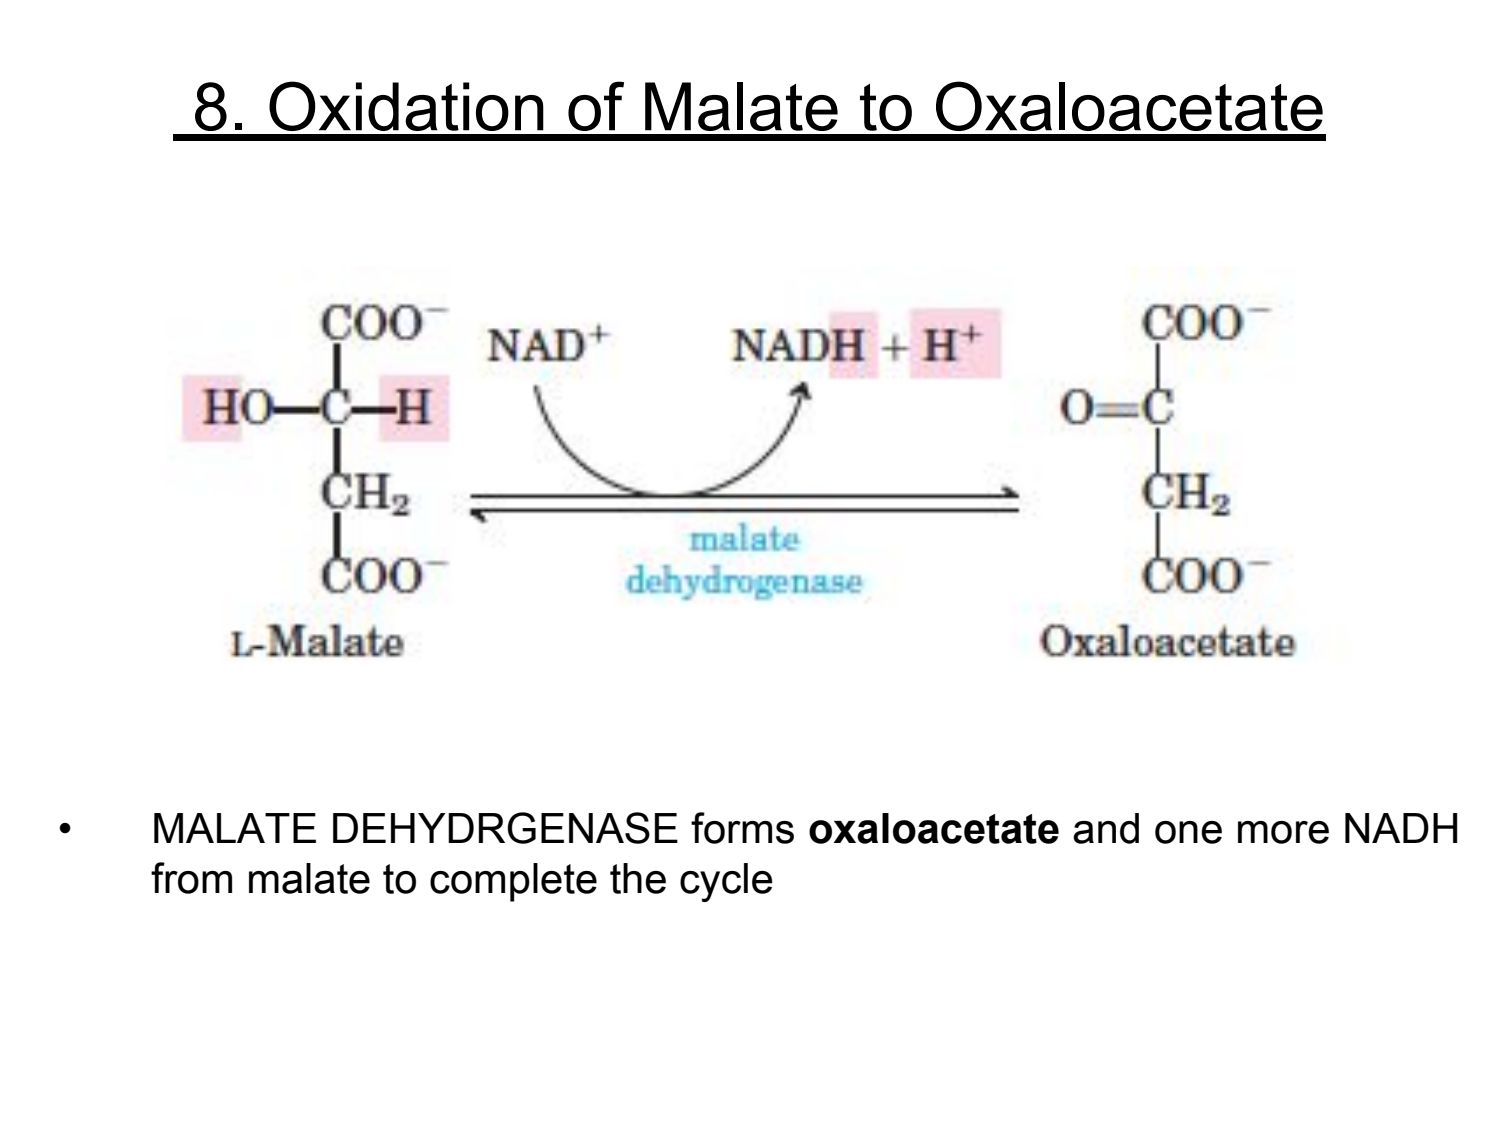 8. Oxidation of Malate to Oxaloacetate
COO⁻ NAD⁺ NADH + H⁺ COO⁻
HO—C—H O=C
CH₂ CH₂
malate
dehydrogenase
COO⁻ COO⁻
L-Malate Oxaloacetate
• MALATE DEHYDRGENASE forms oxaloacetate and one more NADH
from malate to complete the cycle